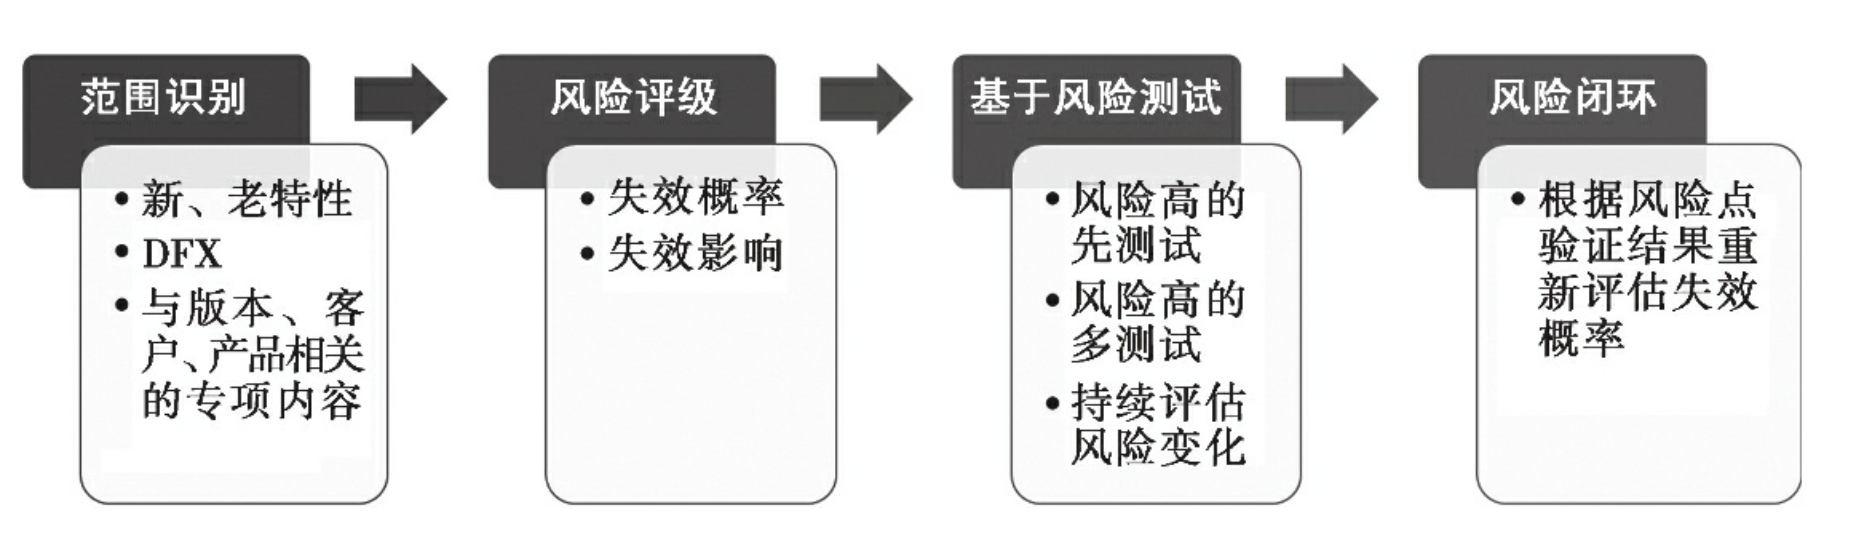 范围识别
• 新、老特性
• DFX
• 与版本、客
户、产品相关
的专项内容
风险评级
• 失效概率
• 失效影响
基于风险测试
• 风险高的
先测试
• 风险高的
多测试
• 持续评估
风险变化
风险闭环
• 根据风险点
验证结果重
新评估失效
概率